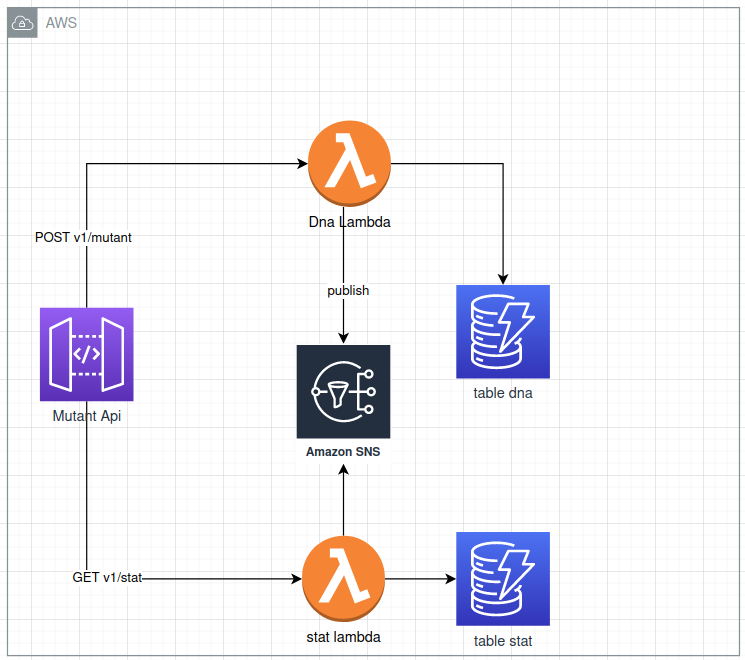 AWS
Dna Lambda
POST v1/mutant
publish
table dna
Mutant Api
Amazon SNS
GET v1/stat
stat lambda
table stat